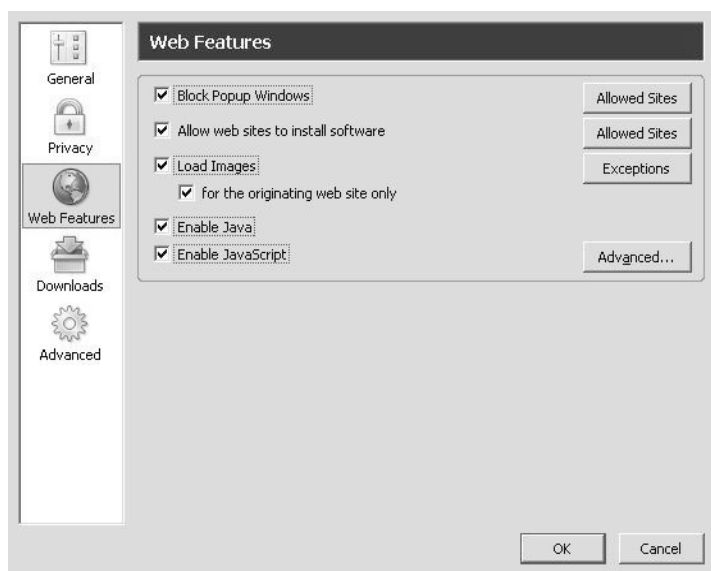 Web Features
General
Privacy
Web Features
Downloads
Advanced
Block Popup Windows
Allowed Sites
Allow web sites to install software
Allowed Sites
Load Images
Exceptions
for the originating web site only
Enable Java
Enable JavaScript
Advanced...
OK
Cancel